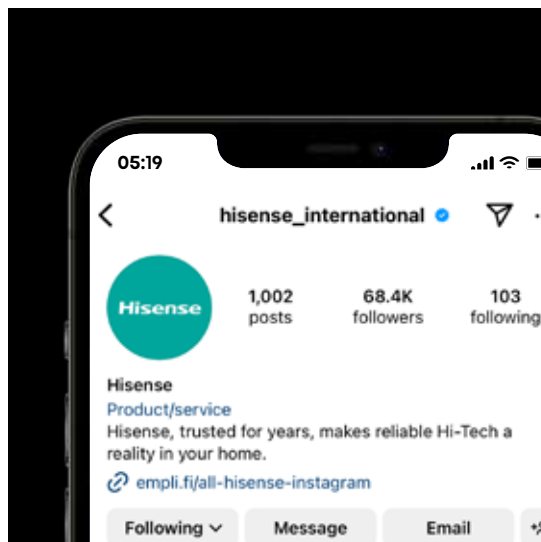 05:19
hisense_international
Hisense
1,002
posts
68.4K
followers
103
following
Hisense
Product/service
Hisense, trusted for years, makes reliable Hi-Tech a
reality in your home.
empli.fi/all-hisense-instagram
Following
Message
Email